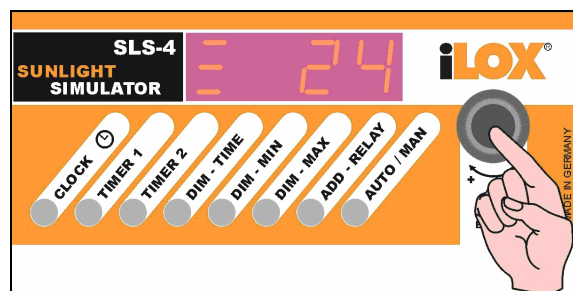 SLS-4
SUNLIGHT
SIMULATOR
24
iLOX®
CLOCK
TIMER 1
TIMER 2
DIM - TIME
DIM - MIN
DIM - MAX
ADD - RELAY
AUTO / MAN
+
MADE IN GERMANY